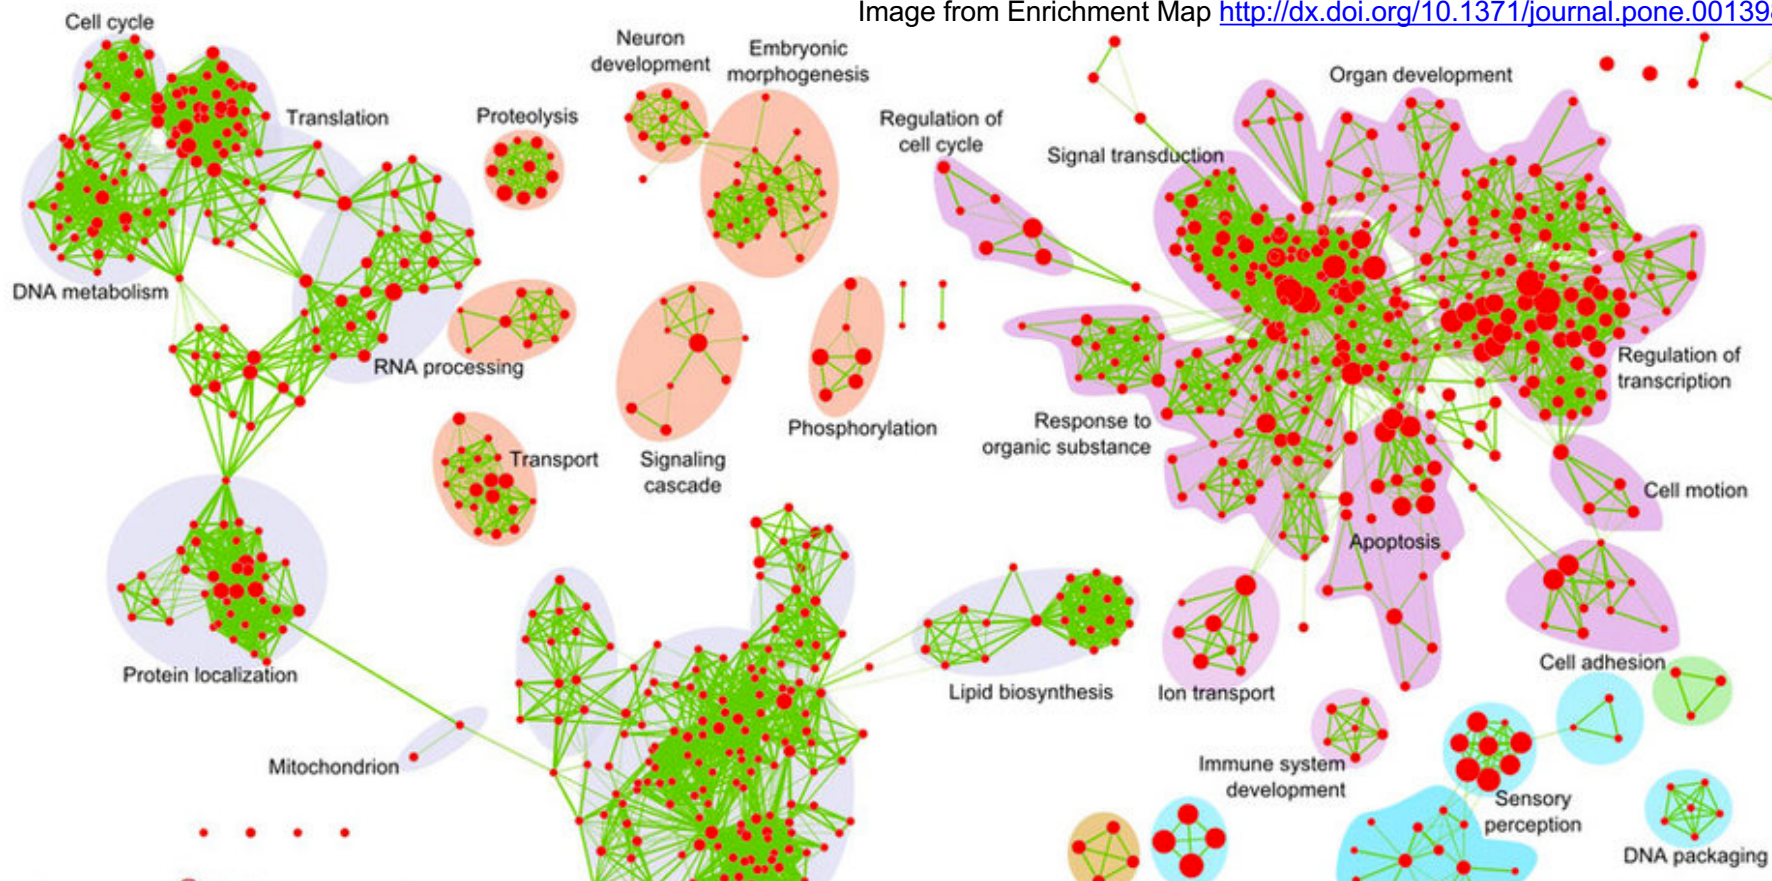 Image from Enrichment Map http://dx.doi.org/10.1371/journal.pone.001398
Cell cycle
Neuron
development
Embryonic
morphogenesis
Organ development
Translation
Proteolysis
Regulation of
cell cycle
Signal transduction
DNA metabolism
RNA processing
Regulation of
transcription
Phosphorylation
Response to
organic substance
Transport
Signaling
cascade
Cell motion
Apoptosis
Protein localization
Lipid biosynthesis
Ion transport
Cell adhesion
Mitochondrion
Immune system
development
Sensory
perception
DNA packaging